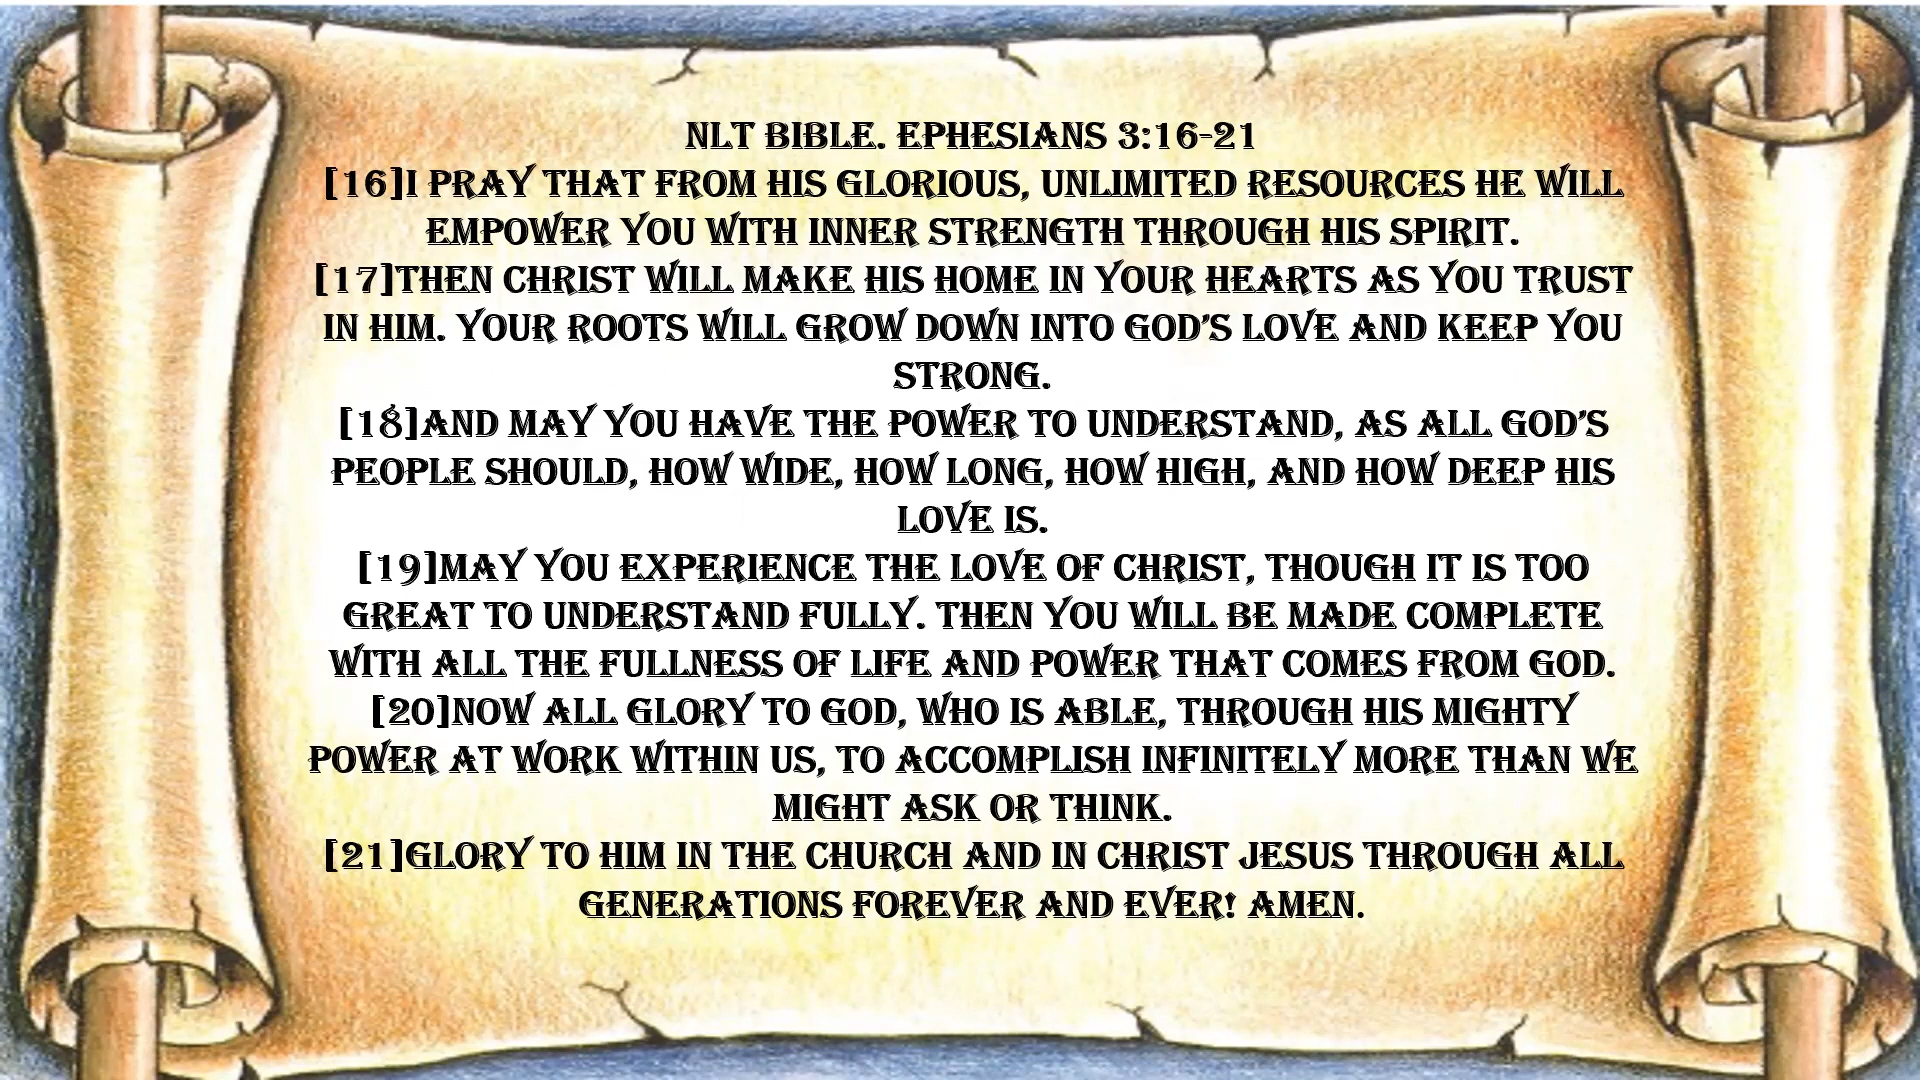 NLT BIBLE. EPHESIANS 3:16-21
[16]I PRAY THAT FROM HIS GLORIOUS, UNLIMITED RESOURCES HE WILL
EMPOWER YOU WITH INNER STRENGTH THROUGH HIS SPIRIT.
[17]THEN CHRIST WILL MAKE HIS HOME IN YOUR HEARTS AS YOU TRUST
IN HIM. YOUR ROOTS WILL GROW DOWN INTO GOD'S LOVE AND KEEP YOU
STRONG.
[18]AND MAY YOU HAVE THE POWER TO UNDERSTAND, AS ALL GOD'S
PEOPLE SHOULD, HOW WIDE, HOW LONG, HOW HIGH, AND HOW DEEP HIS
LOVE IS.
[19]MAY YOU EXPERIENCE THE LOVE OF CHRIST, THOUGH IT IS TOO
GREAT TO UNDERSTAND FULLY. THEN YOU WILL BE MADE COMPLETE
WITH ALL THE FULLNESS OF LIFE AND POWER THAT COMES FROM GOD.
[20]NOW ALL GLORY TO GOD, WHO IS ABLE, THROUGH HIS MIGHTY
POWER AT WORK WITHIN US, TO ACCOMPLISH INFINITELY MORE THAN WE
MIGHT ASK OR THINK.
[21]GLORY TO HIM IN THE CHURCH AND IN CHRIST JESUS THROUGH ALL
GENERATIONS FOREVER AND EVER! AMEN.